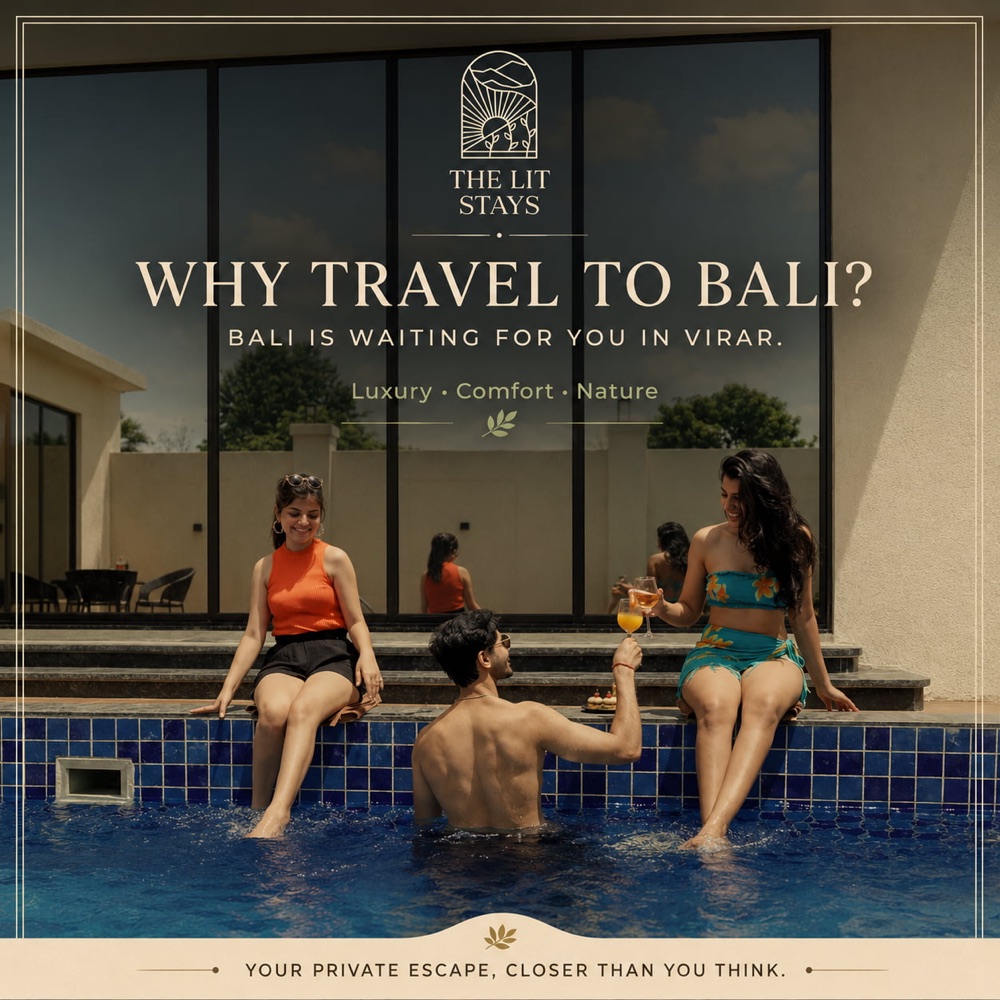 THE LIT
STAYS
WHY TRAVEL TO BALI?
BALI IS WAITING FOR YOU IN VIRAR.
Luxury • Comfort • Nature
YOUR PRIVATE ESCAPE, CLOSER THAN YOU THINK.